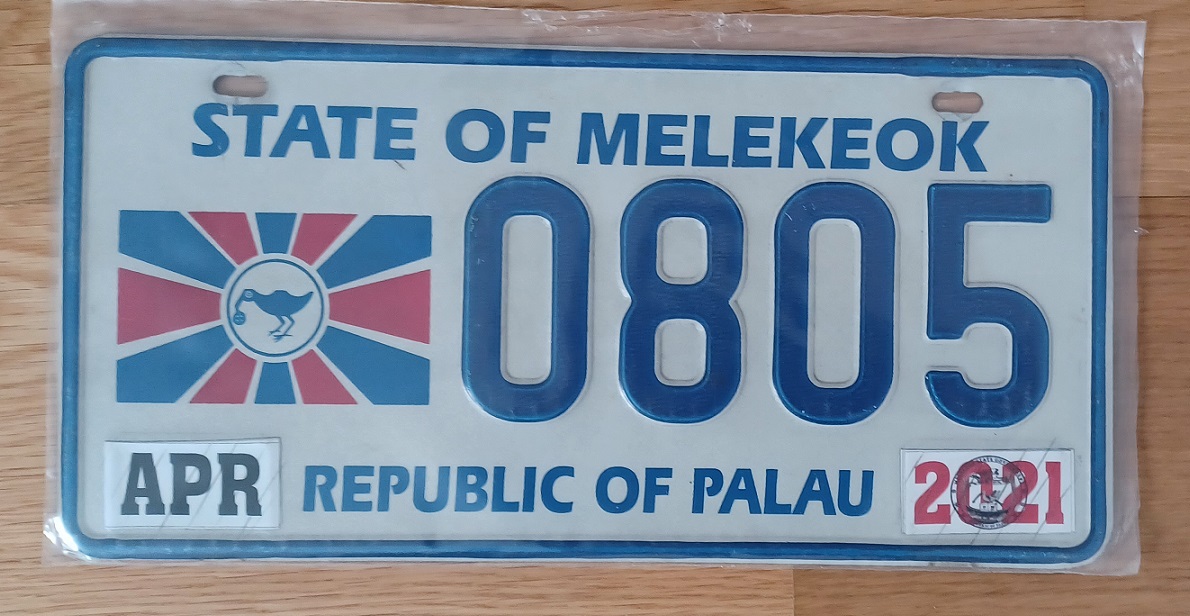 STATE OF MELEKEOK
0805
APR
REPUBLIC OF PALAU
2021